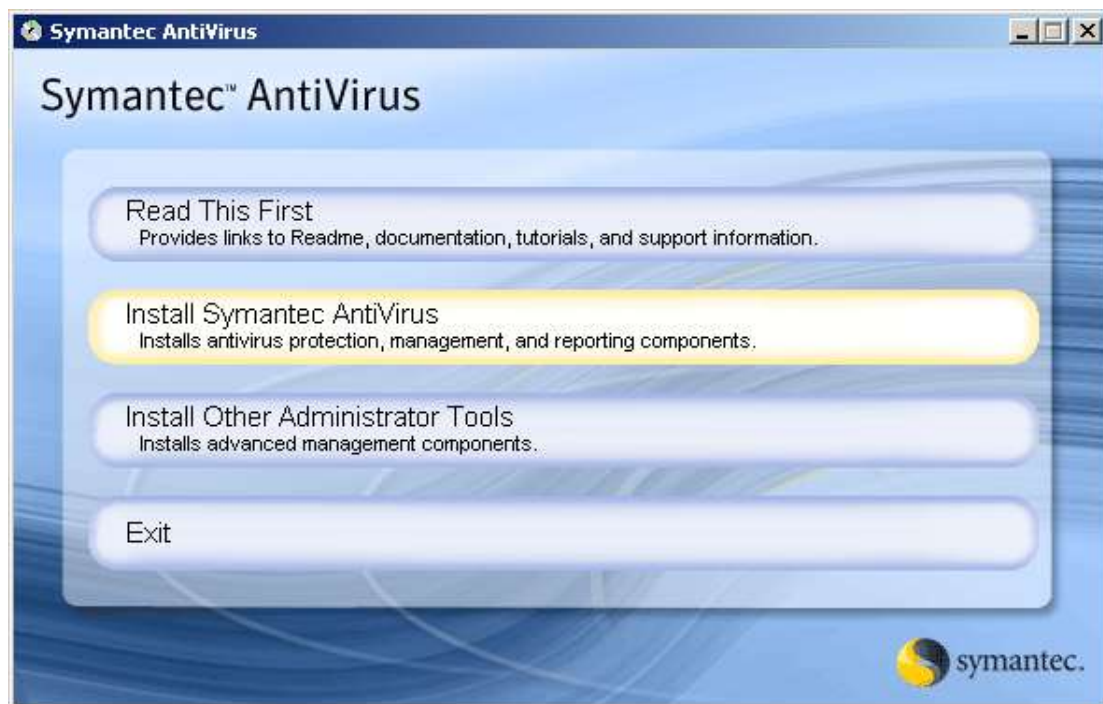 Symantec AntiVirus
Symantec™ AntiVirus
Read This First
Provides links to Readme, documentation, tutorials, and support information.
Install Symantec AntiVirus
Installs antivirus protection, management, and reporting components.
Install Other Administrator Tools
Installs advanced management components.
Exit
symantec.